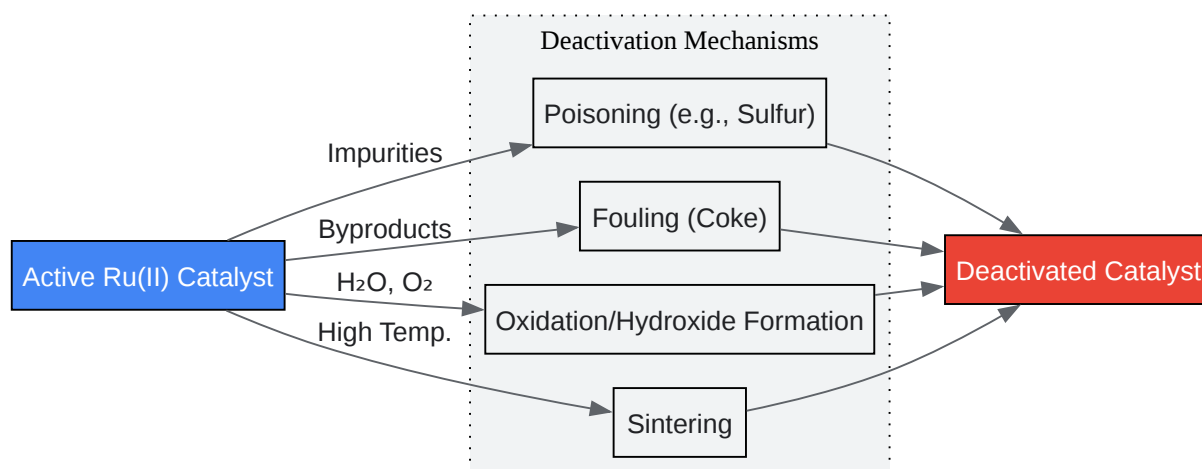 Deactivation Mechanisms
Poisoning (e.g., Sulfur)
Impurities
Fouling (Coke)
Byproducts
Active Ru(II) Catalyst
Deactivated Catalyst
H₂O, O₂
Oxidation/Hydroxide Formation
High Temp.
Sintering